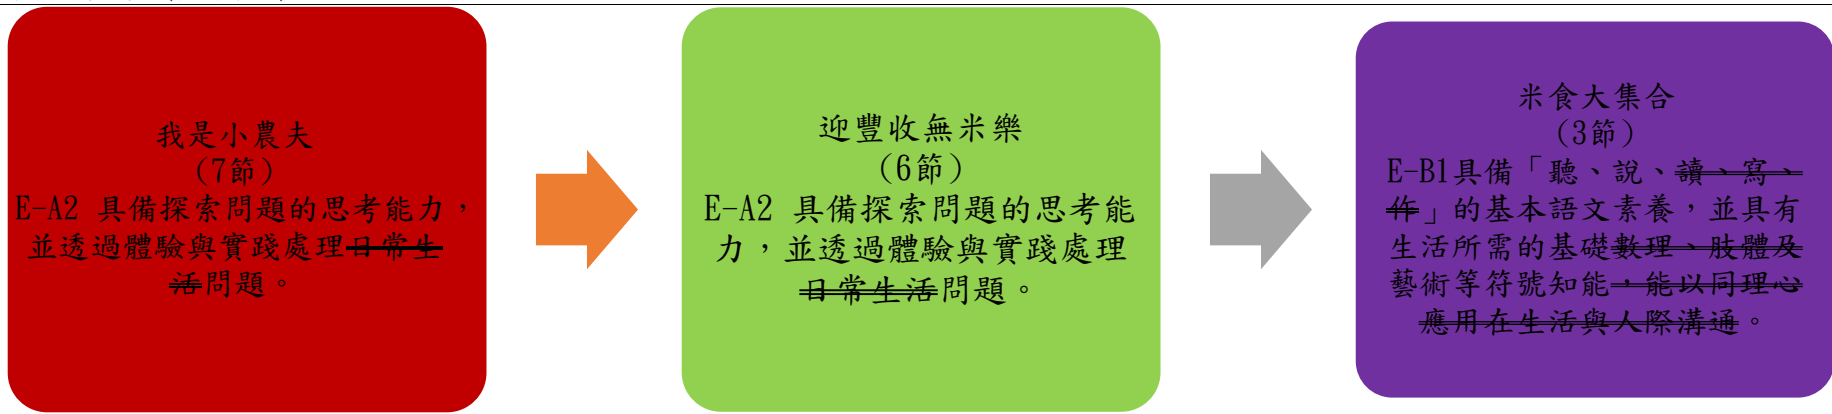 我是小農夫
(7節)
E-A2 具備探索問題的思考能力，
並透過體驗與實踐處理日常生
活問題。
迎豐收無米樂
(6節)
E-A2 具備探索問題的思考能
力，並透過體驗與實踐處理
日常生活問題。
米食大集合
(3節)
E-B1具備「聽、說、讀、寫、
作」的基本語文素養，並具有
生活所需的基礎數理、肢體及
藝術等符號知能，能以同理心
應用在生活與人際溝通。